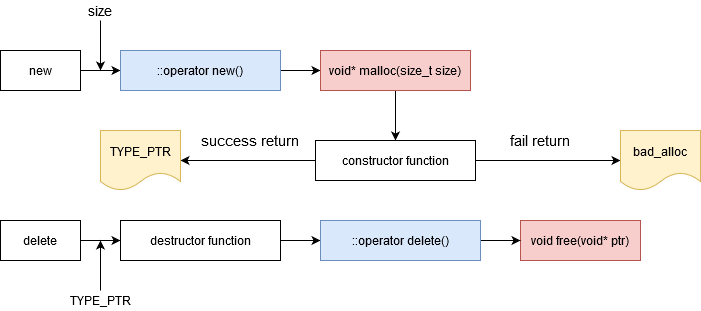 size
new
::operator new()
void* malloc(size_t size)
TYPE_PTR
success return
constructor function
fail return
bad_alloc
delete
destructor function
::operator delete()
void free(void* ptr)
TYPE_PTR